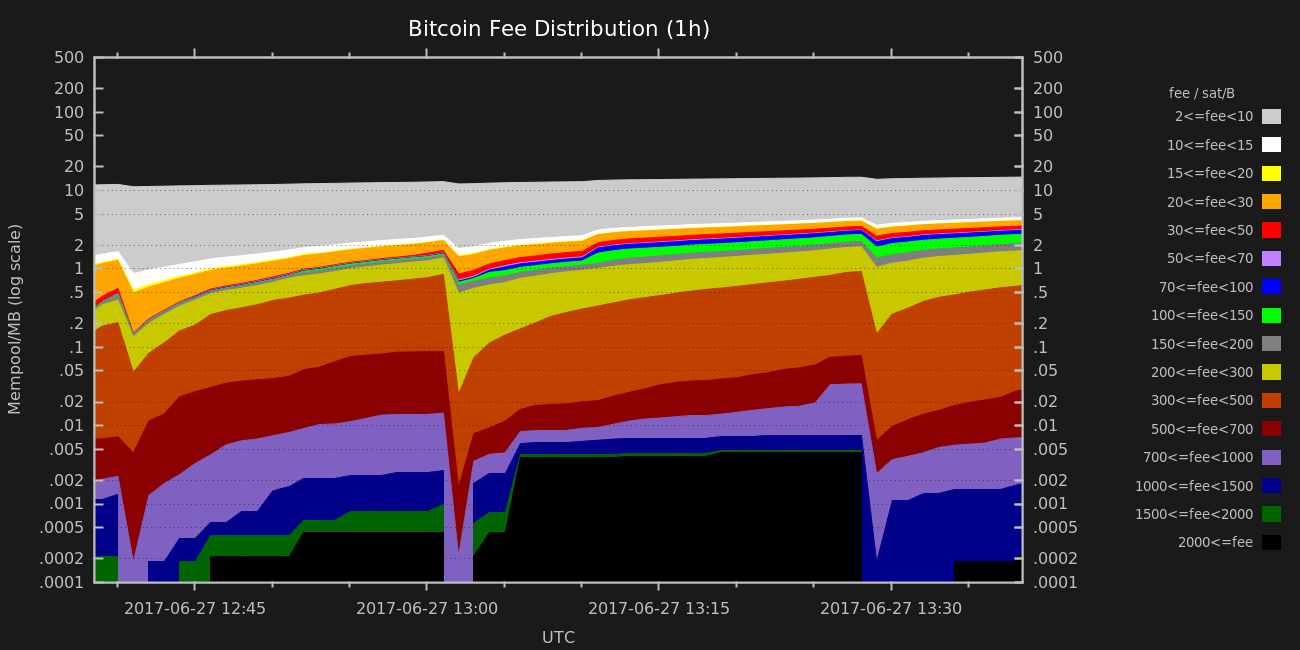 Bitcoin Fee Distribution (1h)
500
200
100
50
20
10
5
2
1
.5
.2
.1
.05
.02
.01
.005
.002
.001
.0005
.0002
.0001
Mempool/MB (log scale)
500
200
100
50
20
10
5
2
1
.5
.2
.1
.05
.02
.01
.005
.002
.001
.0005
.0002
.0001
2017-06-27 12:45
2017-06-27 13:00
2017-06-27 13:15
2017-06-27 13:30
UTC
fee / sat/B
2<=fee<10
10<=fee<15
15<=fee<20
20<=fee<30
30<=fee<50
50<=fee<70
70<=fee<100
100<=fee<150
150<=fee<200
200<=fee<300
300<=fee<500
500<=fee<700
700<=fee<1000
1000<=fee<1500
1500<=fee<2000
2000<=fee